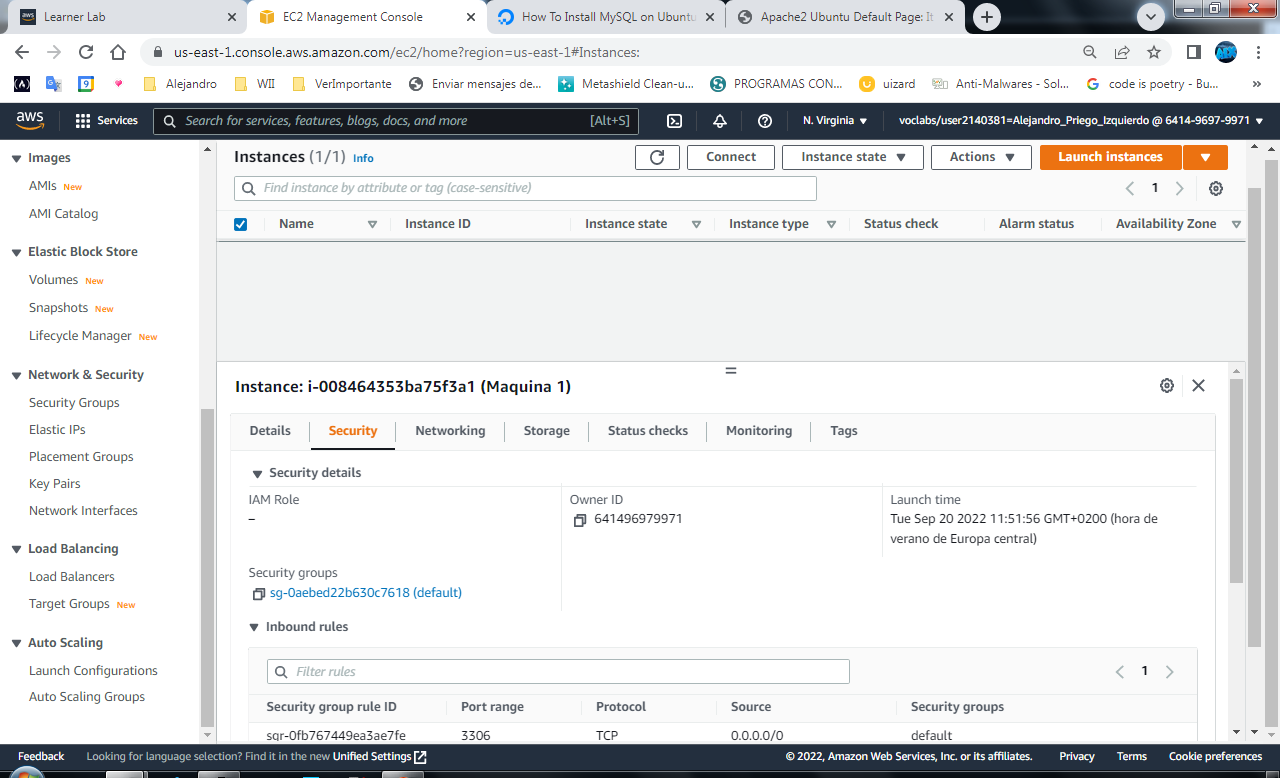 Learner Lab
EC2 Management Console
How To Install MySQL on Ubuntu
Apache2 Ubuntu Default Page: It
us-east-1.console.aws.amazon.com/ec2/home?region=us-east-1#Instances:
Alejandro
WII
VerImportante
Enviar mensajes de...
Metashield Clean-u...
PROGRAMAS CON...
uizard
Anti-Malwares - Sol...
code is poetry - Bu...
aws
Services
Search for services, features, blogs, docs, and more
[Alt+S]
N. Virginia
voclabs/user2140381=Alejandro_Priego_Izquierdo @ 6414-9697-9971
Images
AMIs New
AMI Catalog
Elastic Block Store
Volumes New
Snapshots New
Lifecycle Manager New
Network & Security
Security Groups
Elastic IPs
Placement Groups
Key Pairs
Network Interfaces
Load Balancing
Load Balancers
Target Groups New
Auto Scaling
Launch Configurations
Auto Scaling Groups
Instances (1/1) Info
Connect
Instance state
Actions
Launch instances
Find instance by attribute or tag (case-sensitive)
1
Name
Instance ID
Instance state
Instance type
Status check
Alarm status
Availability Zone
Instance: i-008464353ba75f3a1 (Maquina 1)
Details
Security
Networking
Storage
Status checks
Monitoring
Tags
Security details
IAM Role
–
Owner ID
641496979971
Launch time
Tue Sep 20 2022 11:51:56 GMT+0200 (hora de
verano de Europa central)
Security groups
sg-0aebed22b630c7618 (default)
Inbound rules
Filter rules
1
Security group rule ID
Port range
Protocol
Source
Security groups
sgr-0fb767449ea3ae7fe
3306
TCP
0.0.0.0/0
default
Feedback
Looking for language selection? Find it in the new Unified Settings
© 2022, Amazon Web Services, Inc. or its affiliates.
Privacy
Terms
Cookie preferences